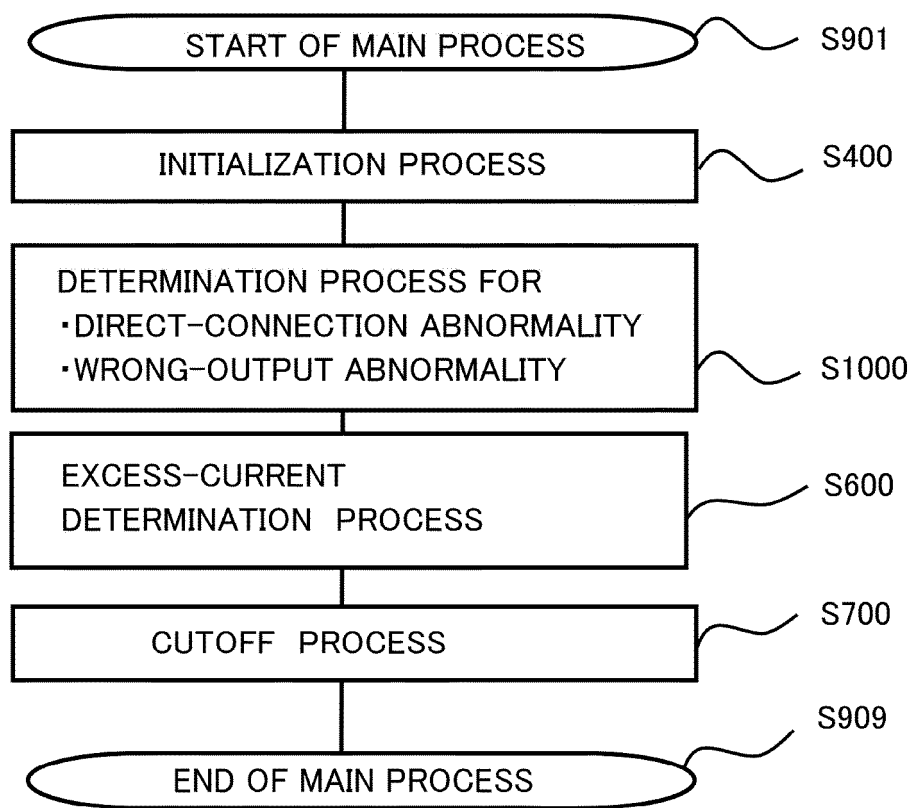 START OF MAIN PROCESS
S901
INITIALIZATION PROCESS
S400
DETERMINATION PROCESS FOR
・DIRECT-CONNECTION ABNORMALITY
・WRONG-OUTPUT ABNORMALITY
S1000
EXCESS-CURRENT
DETERMINATION PROCESS
S600
CUTOFF PROCESS
S700
END OF MAIN PROCESS
S909